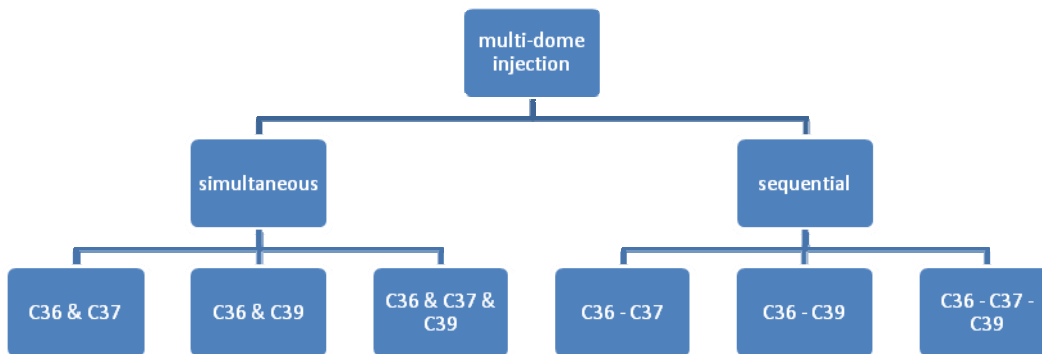 multi-dome
injection
simultaneous
sequential
C36 & C37
C36 & C39
C36 & C37 &
C39
C36 - C37
C36 - C39
C36 - C37 -
C39